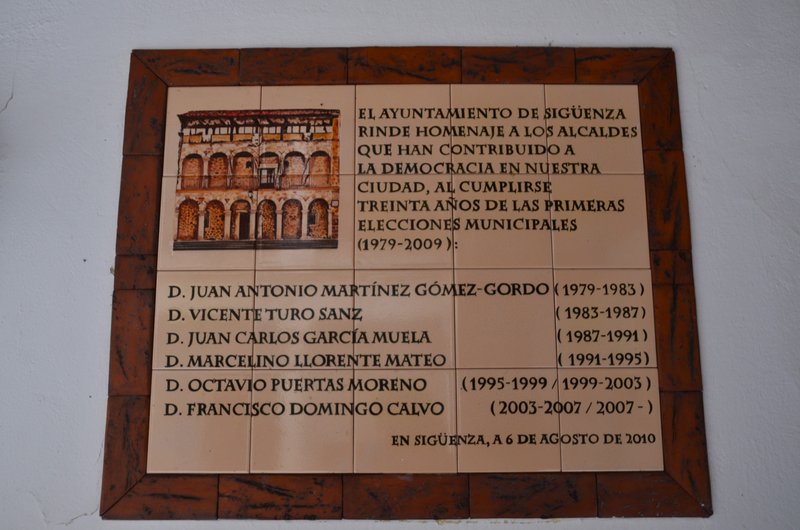 EL AYUNTAMIENTO DE SIGÜENZA
RINDE HOMENAJE A LOS ALCALDES
QUE HAN CONTRIBUIDO A
LA DEMOCRACIA EN NUESTRA
CIUDAD, AL CUMPLIRSE
TREINTA AÑOS DE LAS PRIMERAS
ELECCIONES MUNICIPALES
(1979-2009):
D. JUAN ANTONIO MARTÍNEZ GÓMEZ-GORDO (1979-1983)
D. VICENTE TURO SANZ (1983-1987)
D. JUAN CARLOS GARCÍA MUELA (1987-1991)
D. MARCELINO LLORENTE MATEO (1991-1995)
D. OCTAVIO PUERTAS MORENO (1995-1999 / 1999-2003)
D. FRANCISCO DOMINGO CALVO (2003-2007 / 2007 - )
EN SIGÜENZA, A 6 DE AGOSTO DE 2010